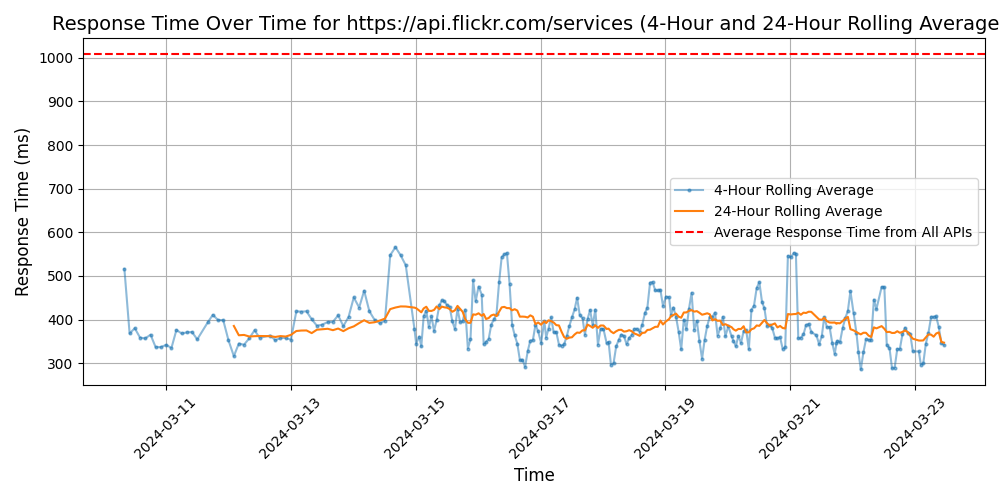 Response Time Over Time for https://api.flickr.com/services (4-Hour and 24-Hour Rolling Average
Response Time (ms)
1000
900
800
700
600
500
400
300
4-Hour Rolling Average
24-Hour Rolling Average
Average Response Time from All APIs
2024-03-11
2024-03-13
2024-03-15
2024-03-17
2024-03-19
2024-03-21
2024-03-23
Time